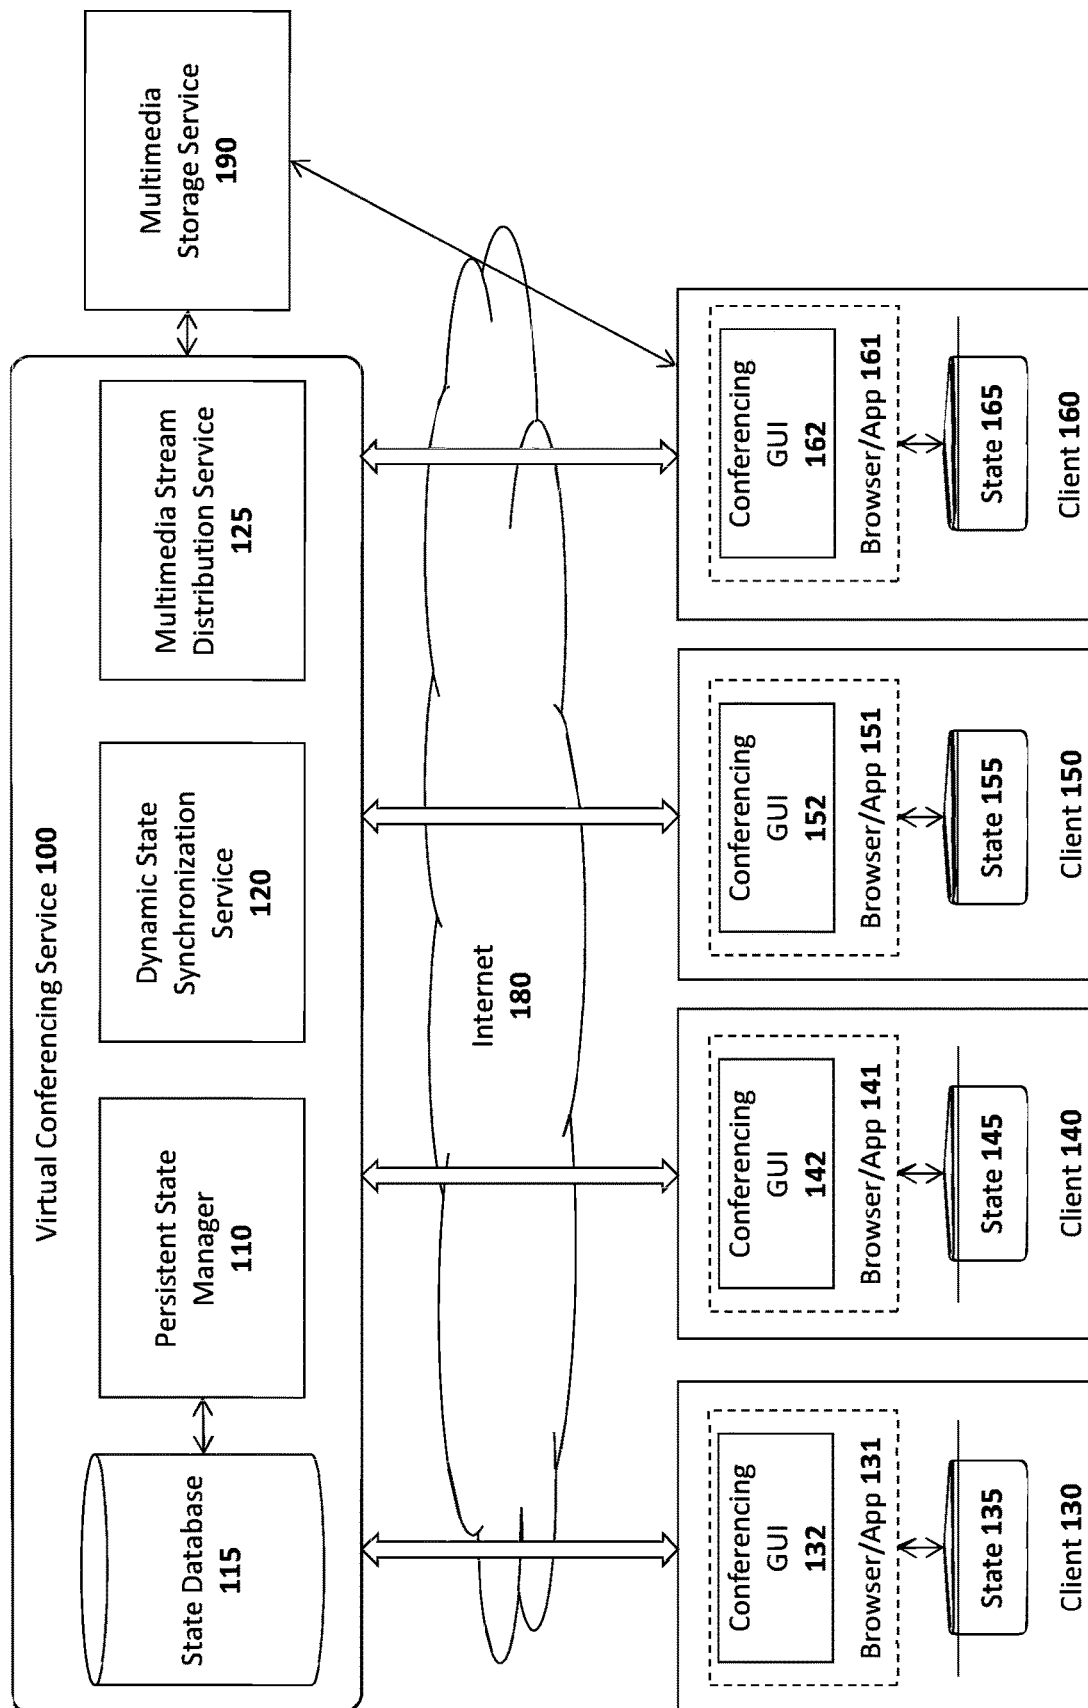 Virtual Conferencing Service 100
State Database
115
Persistent State
Manager
110
Dynamic State
Synchronization
Service
120
Multimedia Stream
Distribution Service
125
Multimedia
Storage Service
190
Internet
180
Conferencing
GUI
132
Browser/App 131
State 135
Client 130
Conferencing
GUI
142
Browser/App 141
State 145
Client 140
Conferencing
GUI
152
Browser/App 151
State 155
Client 150
Conferencing
GUI
162
Browser/App 161
State 165
Client 160